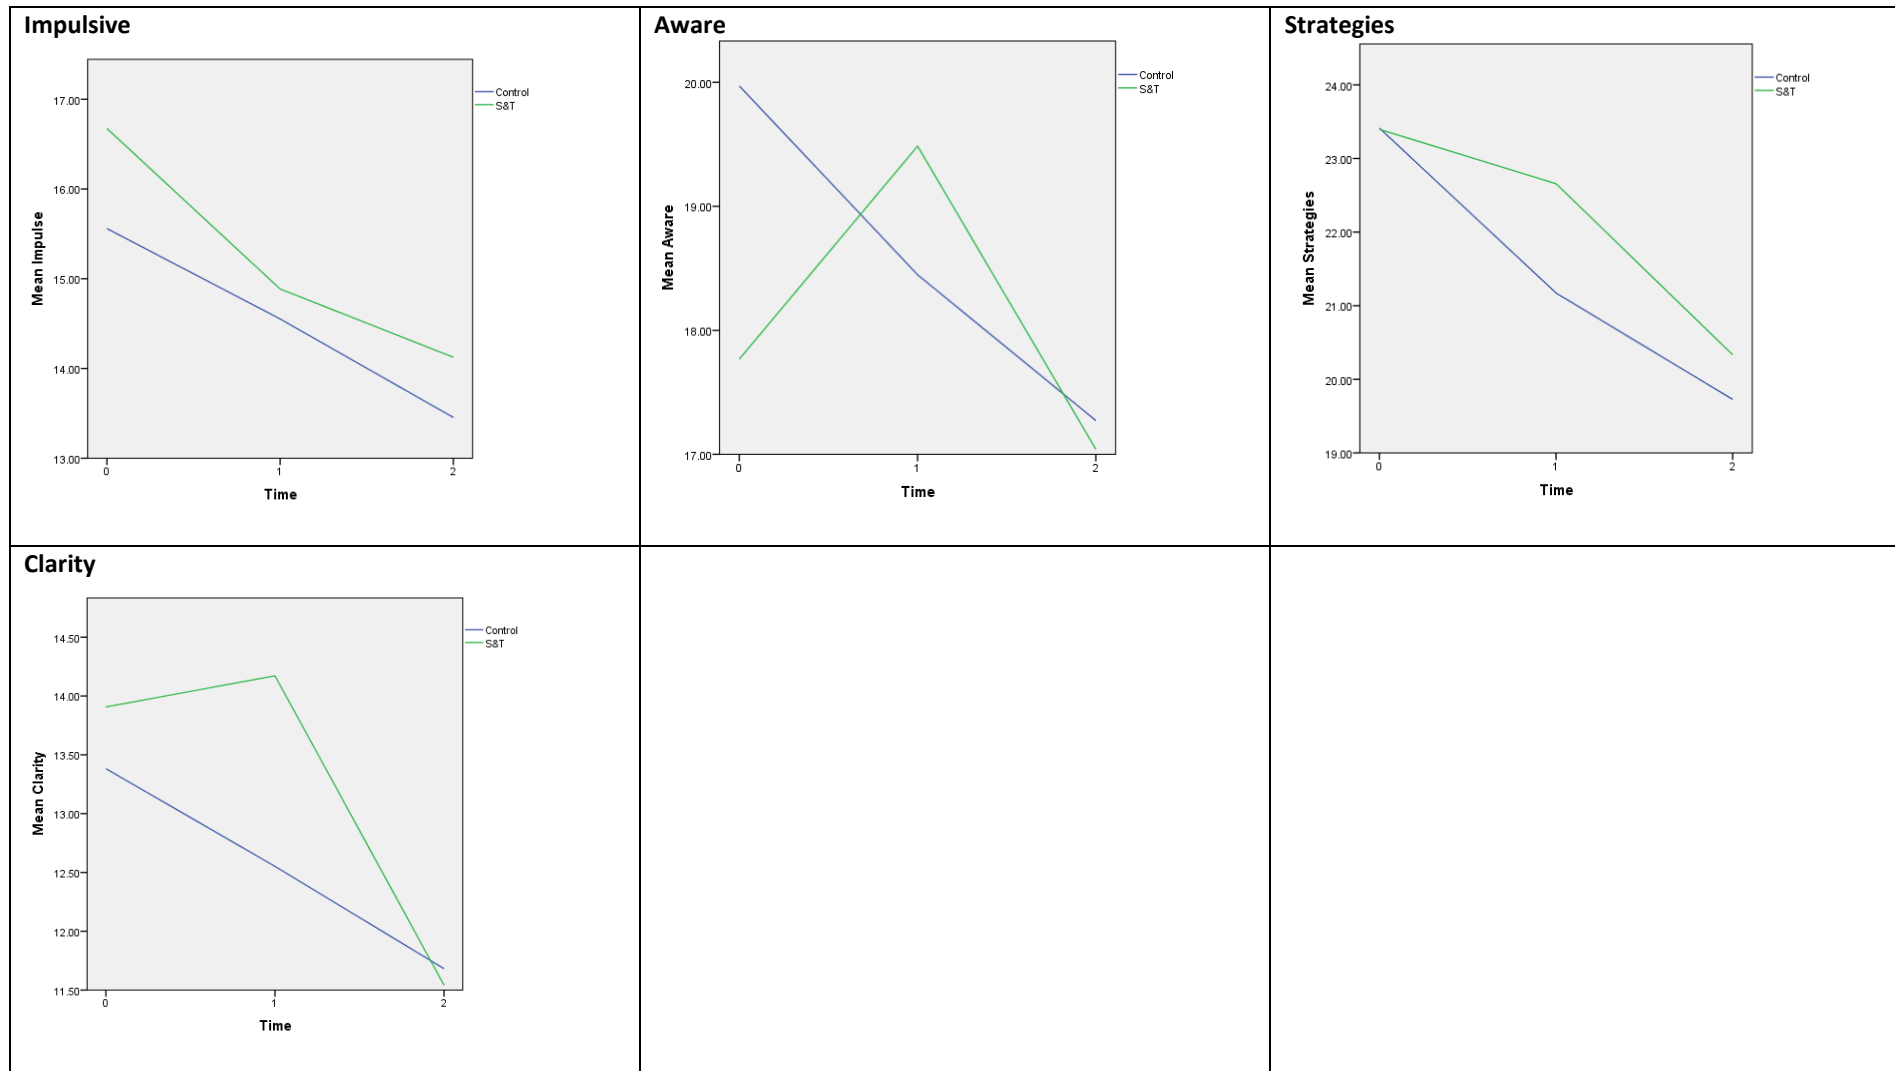 Impulsive
17.00
16.00
15.00
14.00
13.00
Mean Impulse
0
1
2
Time
Control
S&T
Aware
20.00
19.00
18.00
17.00
Mean Aware
0
1
2
Time
Control
S&T
Strategies
24.00
23.00
22.00
21.00
20.00
19.00
Mean Strategies
0
1
2
Time
Control
S&T
Clarity
14.50
14.00
13.50
13.00
12.50
12.00
11.50
Mean Clarity
0
1
2
Time
Control
S&T